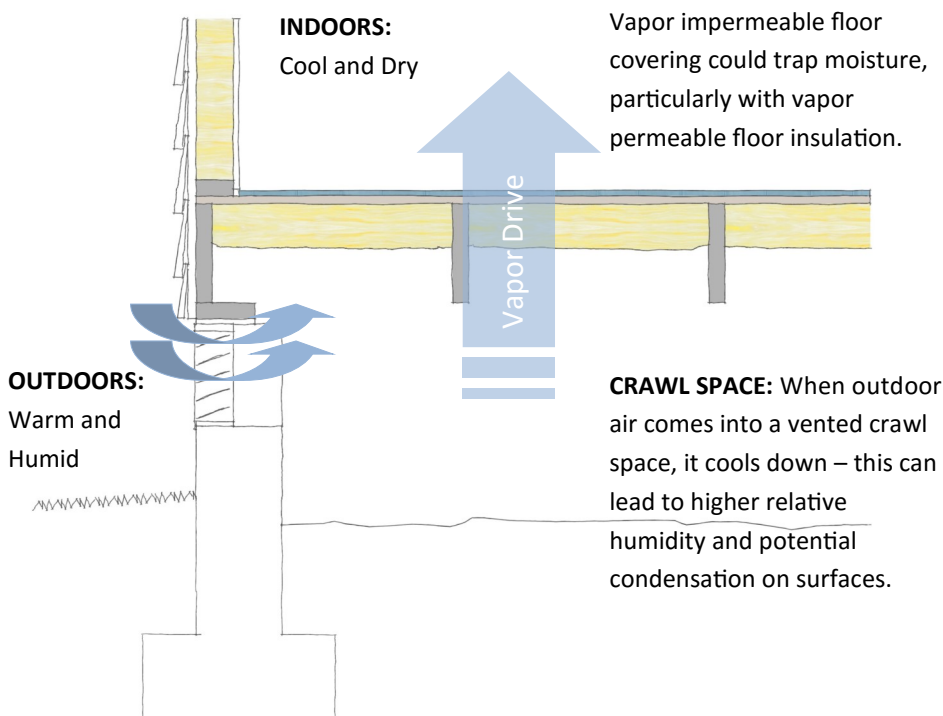 INDOORS:
Cool and Dry
Vapor impermeable floor
covering could trap moisture,
particularly with vapor
permeable floor insulation.
Vapor Drive
OUTDOORS:
Warm and
Humid
CRAWL SPACE: When outdoor
air comes into a vented crawl
space, it cools down – this can
lead to higher relative
humidity and potential
condensation on surfaces.